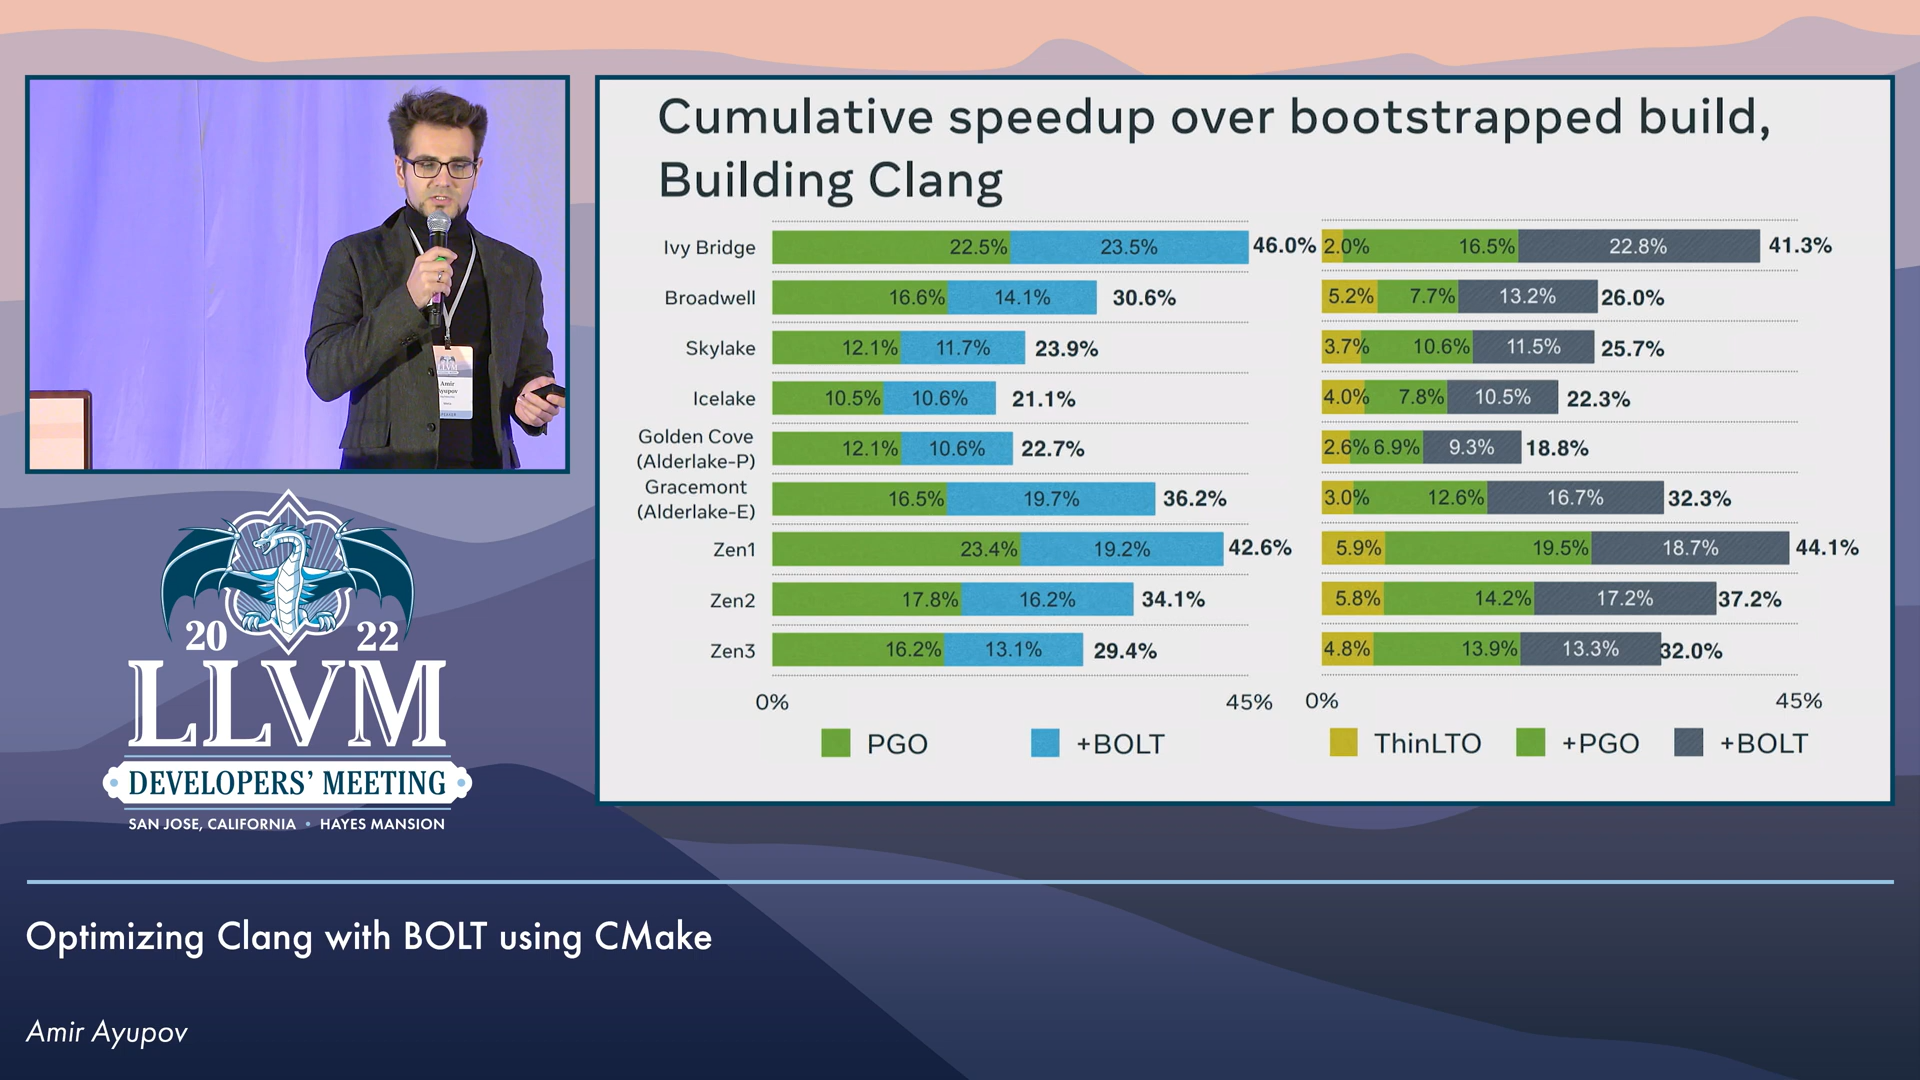 Cumulative speedup over bootstrapped build,
Building Clang
Ivy Bridge 22.5% 23.5% 46.0% 2.0% 16.5% 22.8% 41.3%
Broadwell 16.6% 14.1% 30.6% 5.2% 7.7% 13.2% 26.0%
Skylake 12.1% 11.7% 23.9% 3.7% 10.6% 11.5% 25.7%
Icelake 10.5% 10.6% 21.1% 4.0% 7.8% 10.5% 22.3%
Golden Cove
(Alderlake-P) 12.1% 10.6% 22.7% 2.6% 6.9% 9.3% 18.8%
Gracemont
(Alderlake-E) 16.5% 19.7% 36.2% 3.0% 12.6% 16.7% 32.3%
Zen1 23.4% 19.2% 42.6% 5.9% 19.5% 18.7% 44.1%
Zen2 17.8% 16.2% 34.1% 5.8% 14.2% 17.2% 37.2%
Zen3 16.2% 13.1% 29.4% 4.8% 13.9% 13.3% 32.0%
0% 45% 0% 45%
PGO +BOLT ThinLTO +PGO +BOLT
LLVM
Amir
Ayupov
20 22
LLVM
DEVELOPERS' MEETING
SAN JOSE, CALIFORNIA • HAYES MANSION
Optimizing Clang with BOLT using CMake
Amir Ayupov